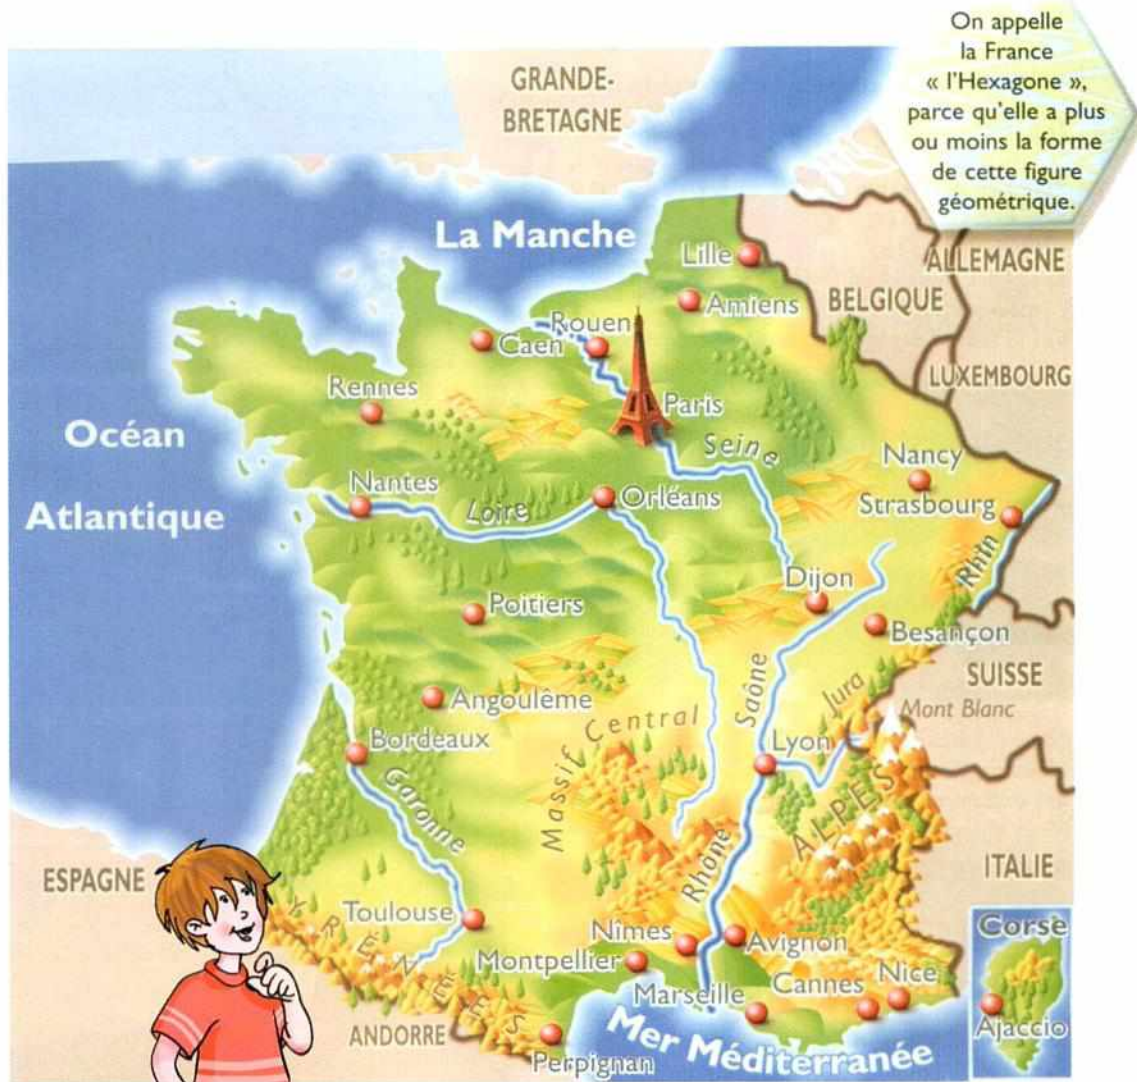 On appelle
la France
« l'Hexagone »,
parce qu'elle a plus
ou moins la forme
de cette figure
géométrique.
GRANDE-
BRETAGNE
La Manche
Lille
ALLEMAGNE
Amiens
BELGIQUE
Rouen
Caen
LUXEMBOURG
Rennes
Paris
Océan
Atlantique
Seine
Nancy
Nantes
Loire
Orléans
Strasbourg
Rhin
Dijon
Poitiers
Besançon
Saône
SUISSE
Jura
Mont Blanc
Angoulême
Massif Central
Bordeaux
Lyon
Garonne
ALPES
ESPAGNE
Rhône
ITALIE
Toulouse
PYRÉNÉES
Nîmes
Avignon
Corse
Montpellier
Marseille
Cannes
Nice
Ajaccio
ANDORRE
Perpignan
Mer Méditerranée